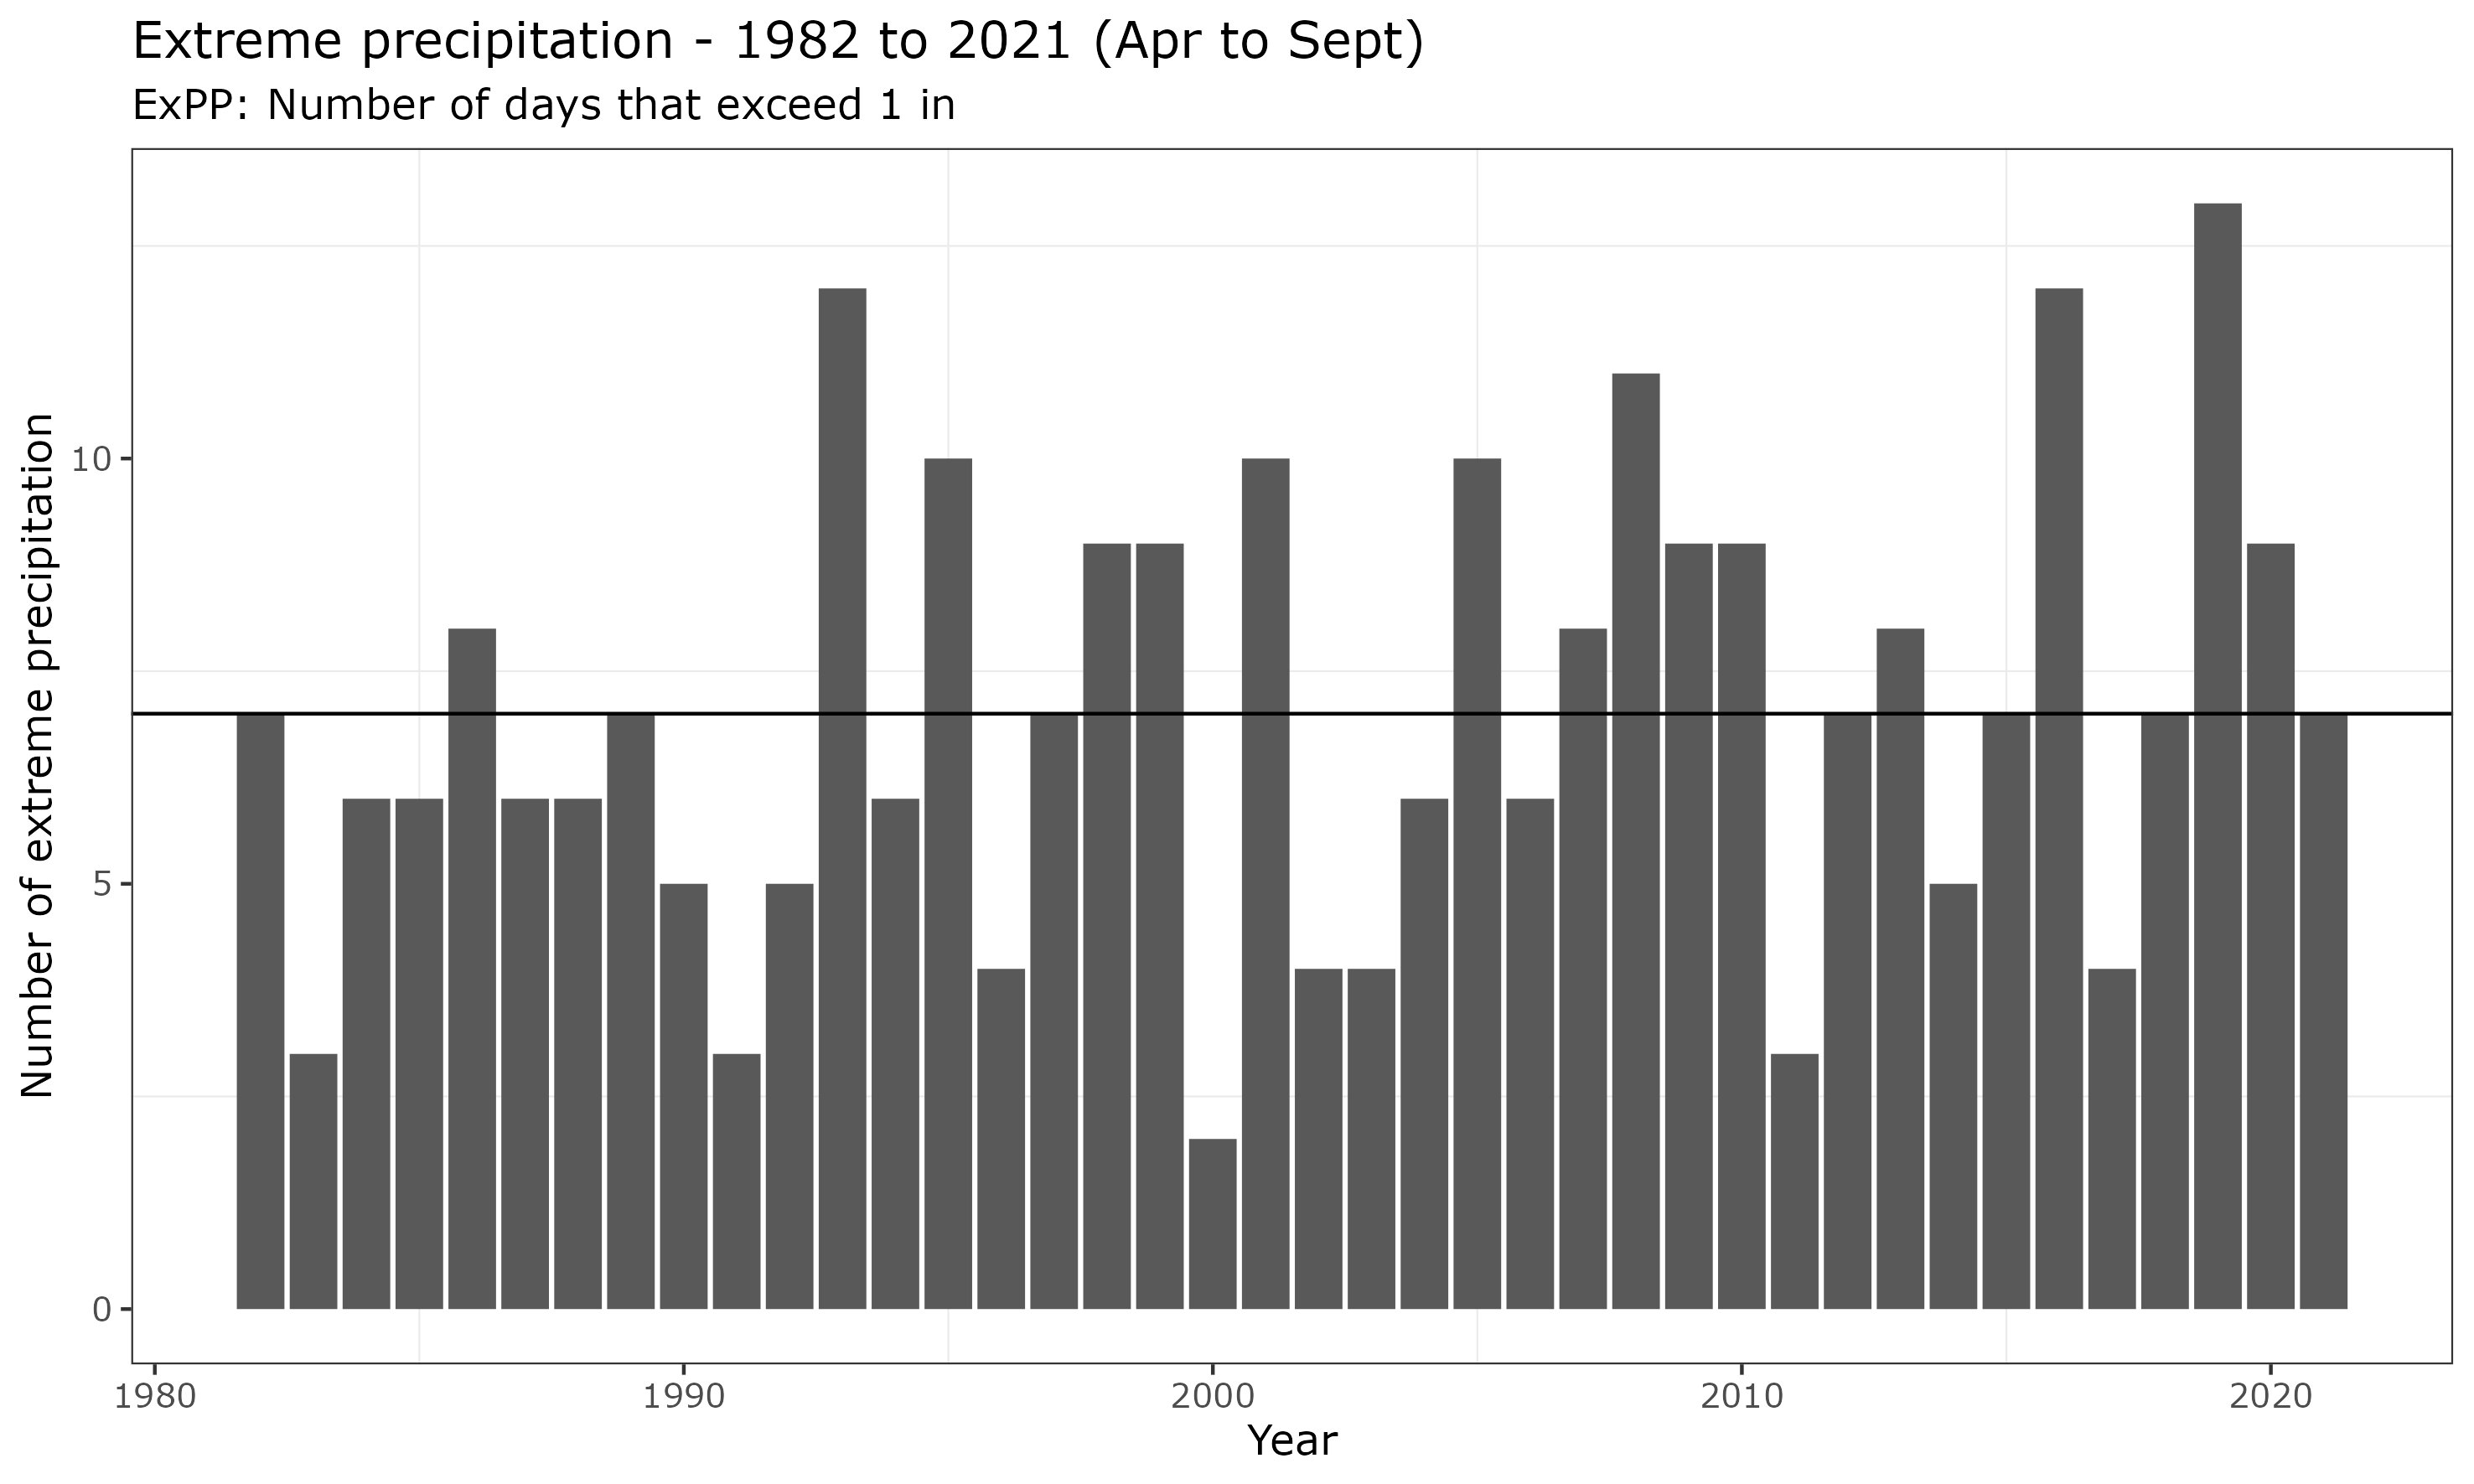 Extreme precipitation - 1982 to 2021 (Apr to Sept)
ExPP: Number of days that exceed 1 in
Number of extreme precipitation
10
5
0
1980
1990
2000
2010
2020
Year